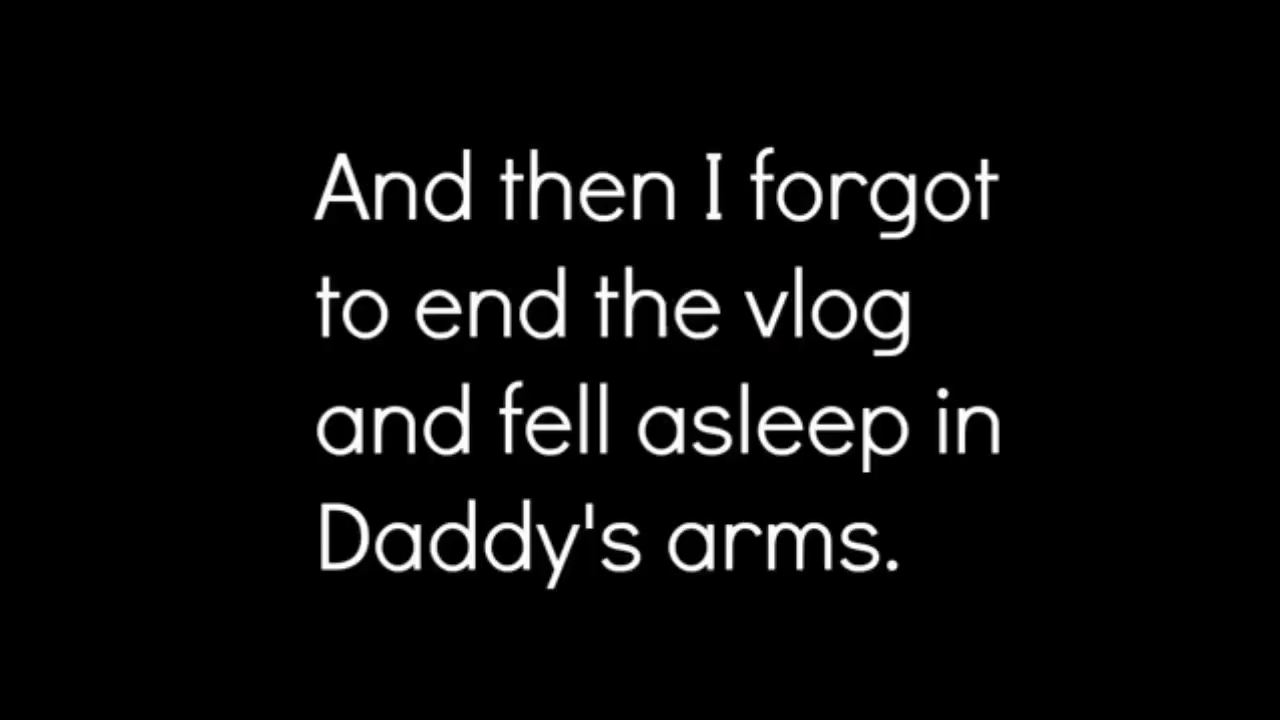 And then I forgot
to end the vlog
and fell asleep in
Daddy's arms.